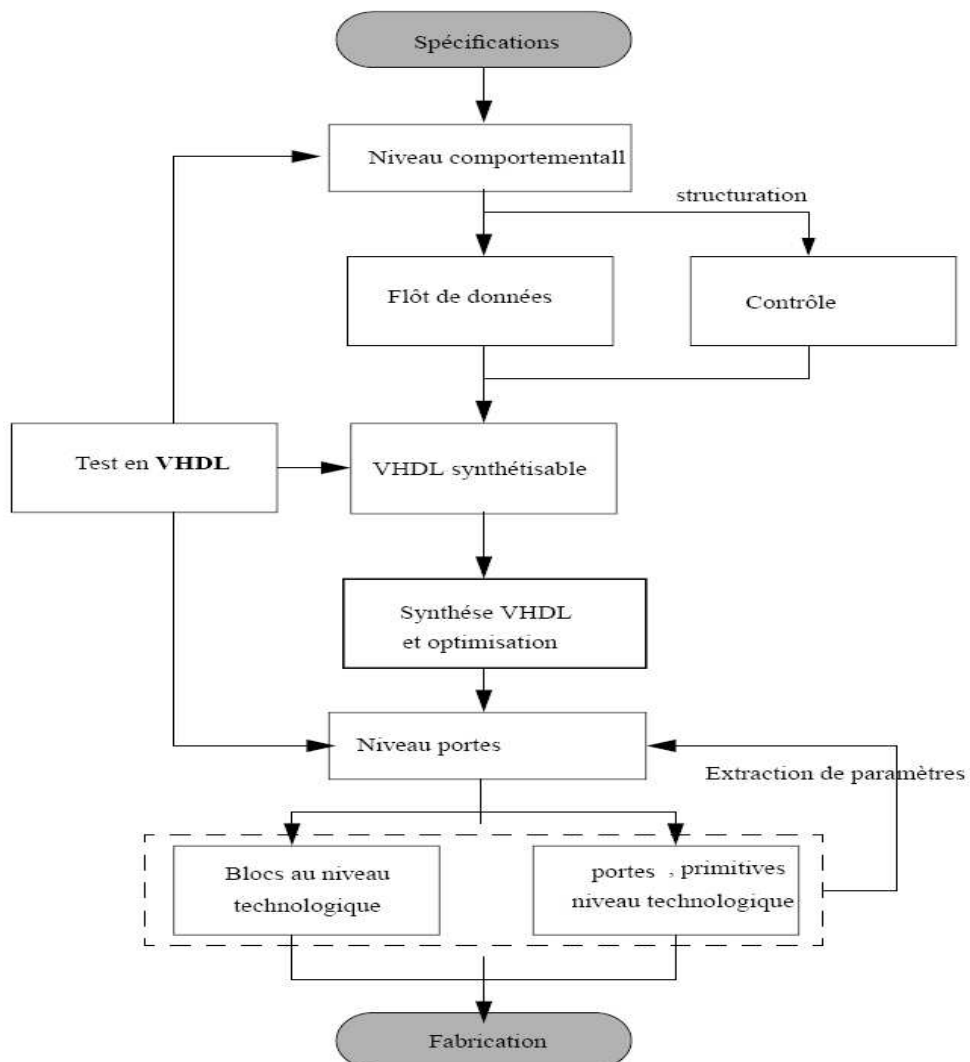 Spécifications
Niveau comportementall
structuration
Flôt de données
Contrôle
Test en VHDL
VHDL synthétisable
Synthése VHDL
et optimisation
Niveau portes
Extraction de paramètres
Blocs au niveau
technologique
portes , primitives
niveau technologique
Fabrication